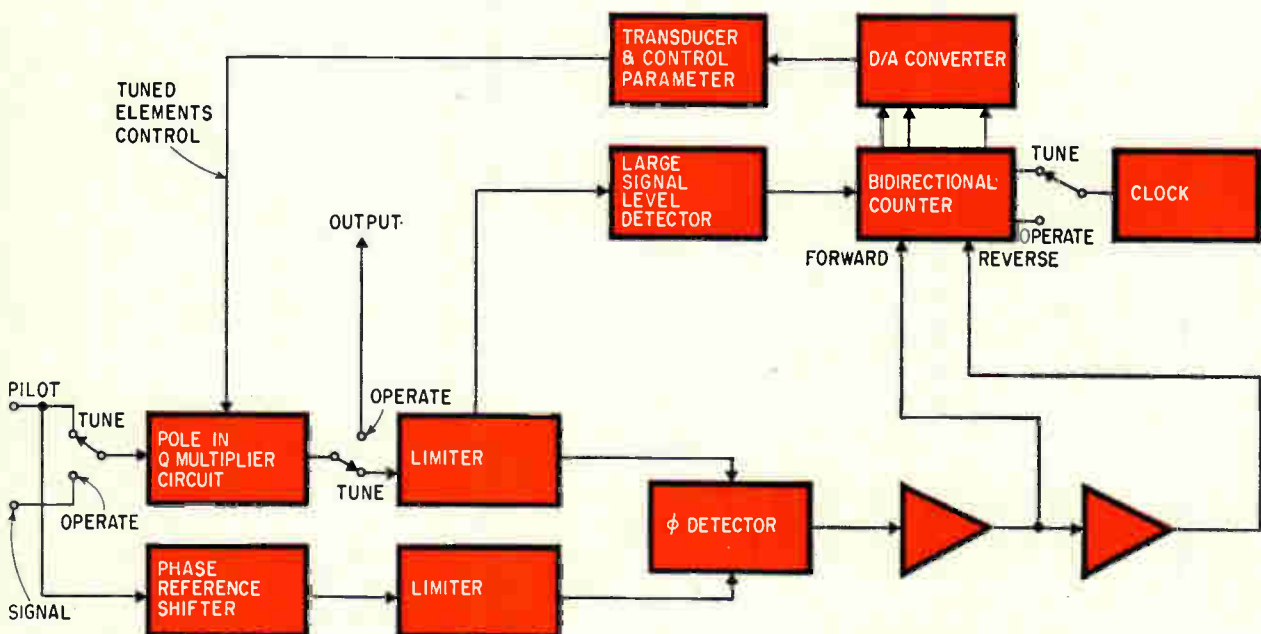 TRANSDUCER
& CONTROL
PARAMETER
D/A CONVERTER
TUNED
ELEMENTS
CONTROL
LARGE
SIGNAL
LEVEL
DETECTOR
BIDIRECTIONAL
COUNTER
TUNE
OPERATE
CLOCK
OUTPUT
FORWARD
REVERSE
PILOT
TUNE
OPERATE
SIGNAL
POLE IN
Q MULTIPLIER
CIRCUIT
OPERATE
TUNE
LIMITER
φ DETECTOR
PHASE
REFERENCE
SHIFTER
LIMITER